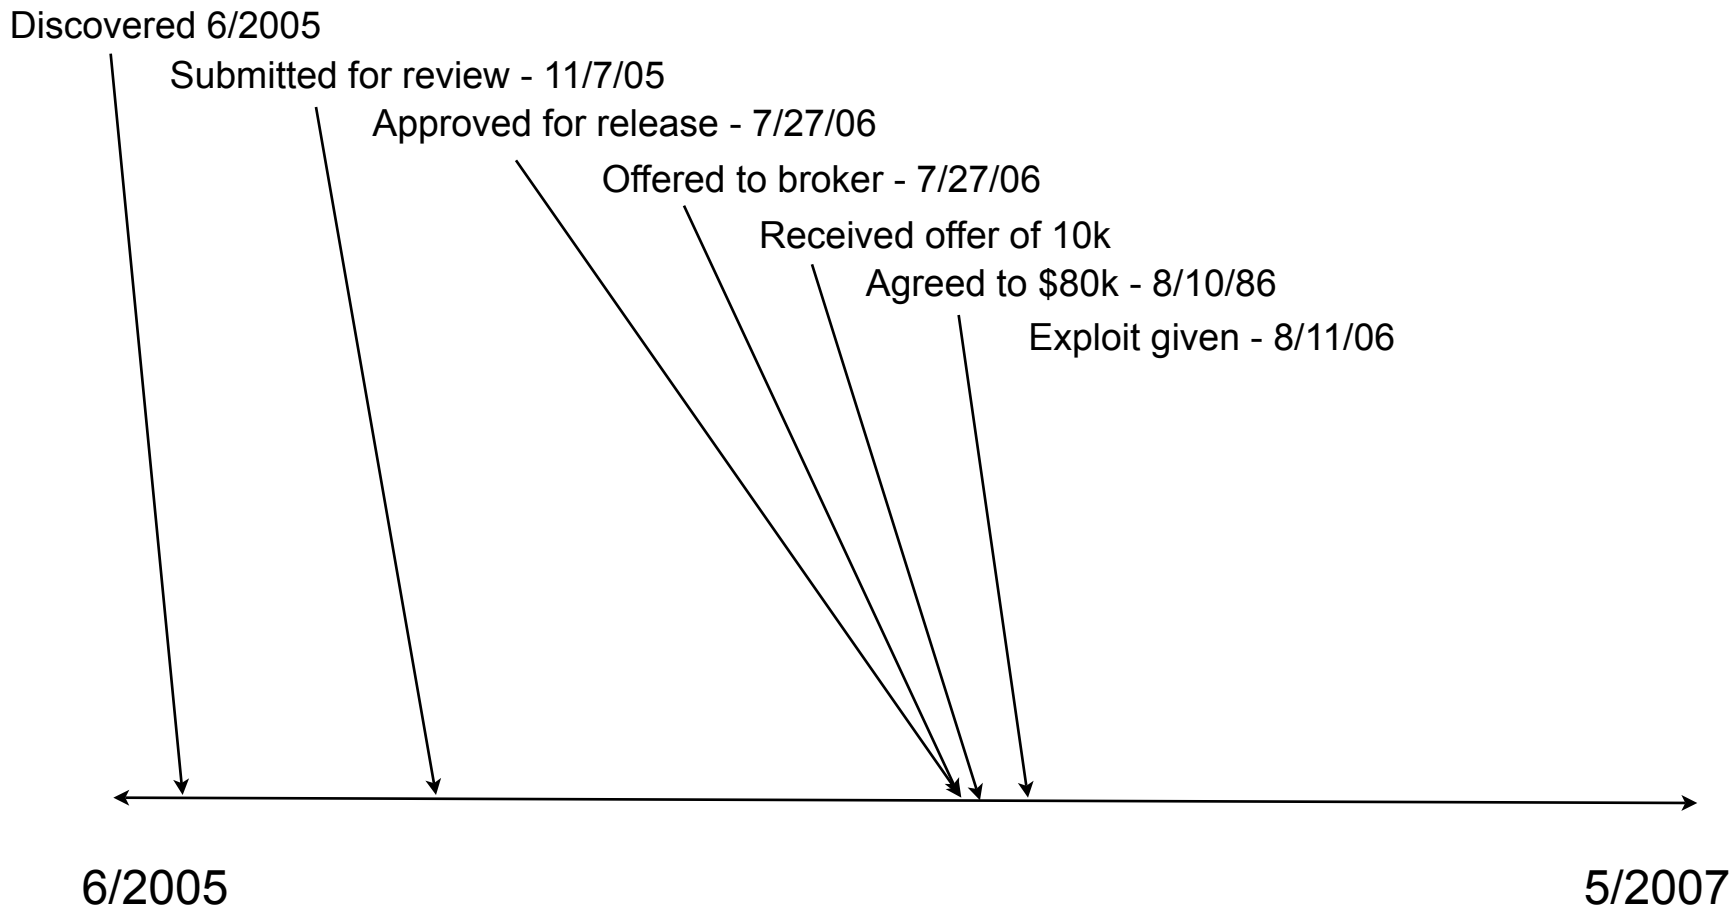 Discovered 6/2005
Submitted for review - 11/7/05
Approved for release - 7/27/06
Offered to broker - 7/27/06
Received offer of 10k
Agreed to $80k - 8/10/86
Exploit given - 8/11/06
6/2005
5/2007